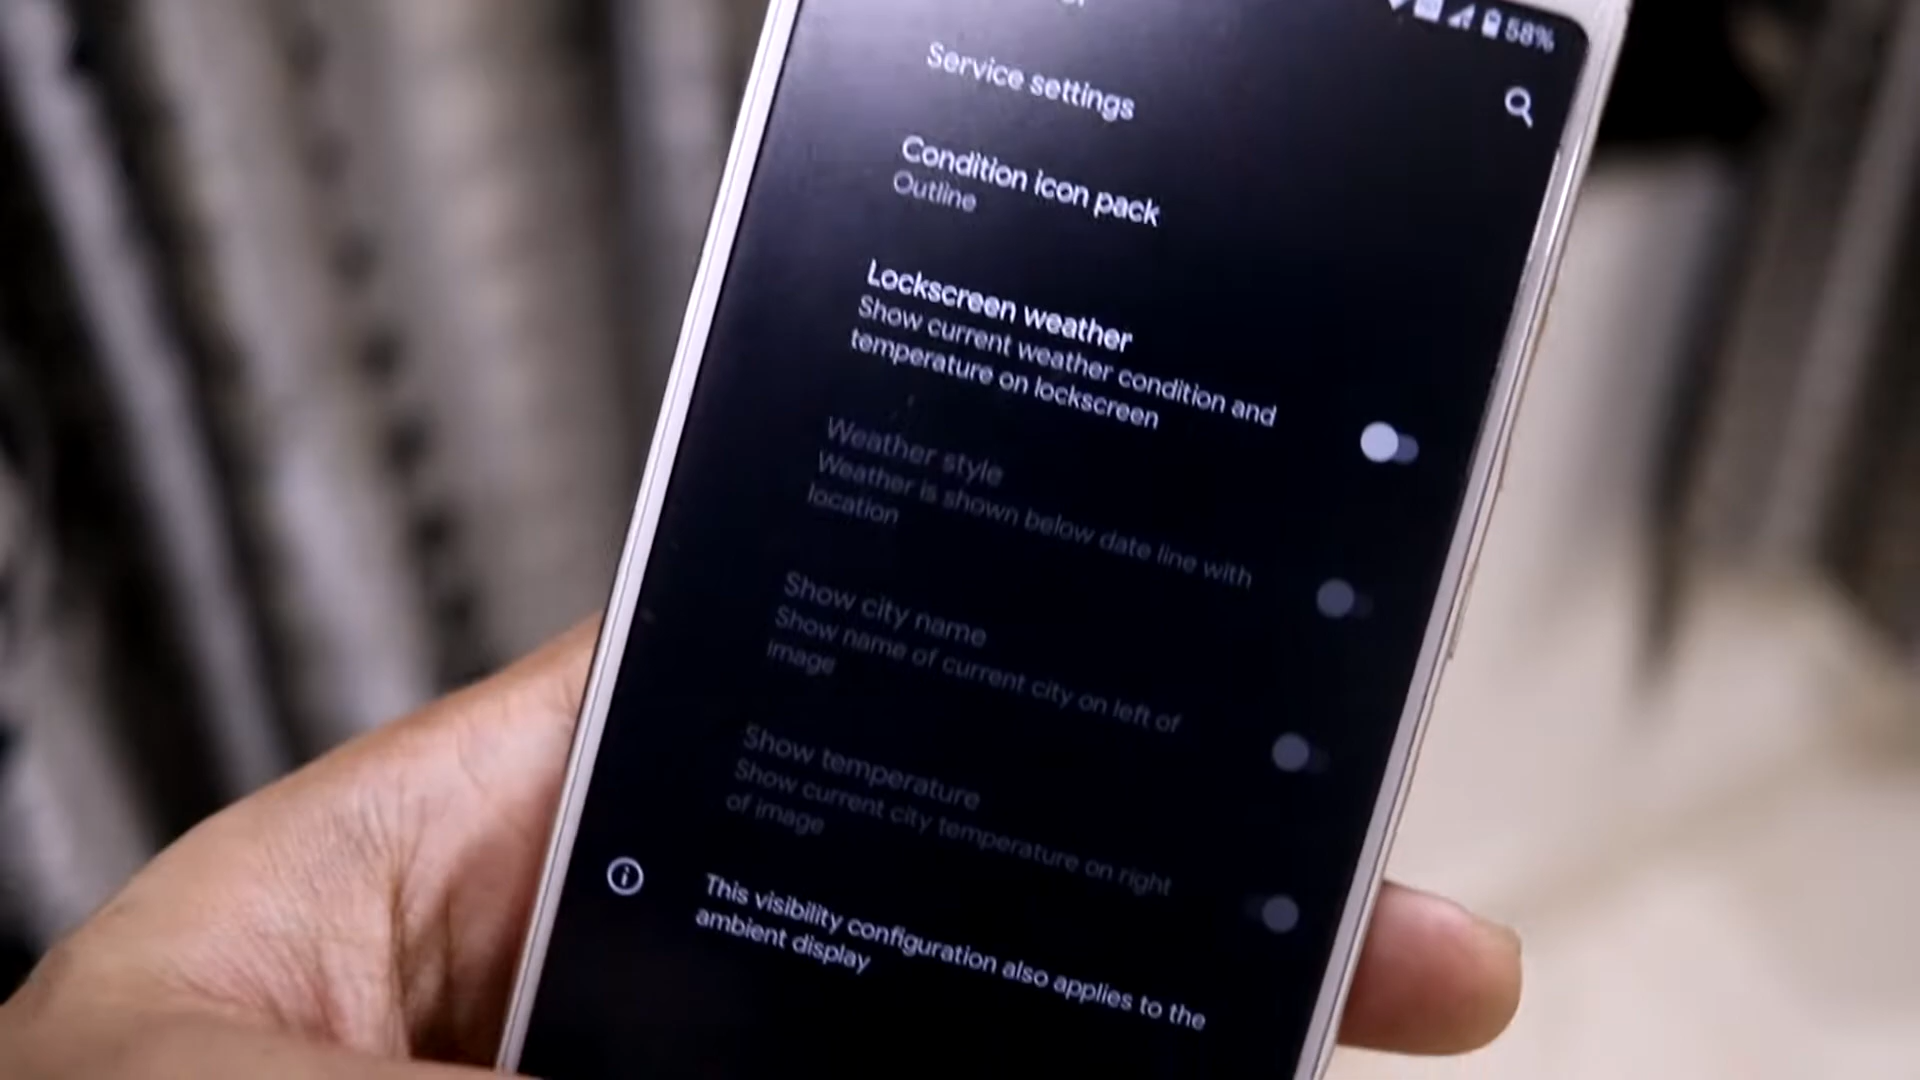 58%
Service settings
Condition icon pack
Outline
Lockscreen weather
Show current weather condition and
temperature on lockscreen
Weather style
Weather is shown below date line with
location
Show city name
Show name of current city on left of
image
Show temperature
Show current city temperature on right
of image
This visibility configuration also applies to the
ambient display